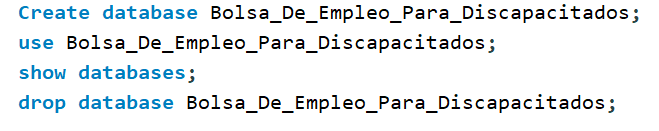 Create database Bolsa_De_Empleo_Para_Discapacitados;
use Bolsa_De_Empleo_Para_Discapacitados;
show databases;
drop database Bolsa_De_Empleo_Para_Discapacitados;